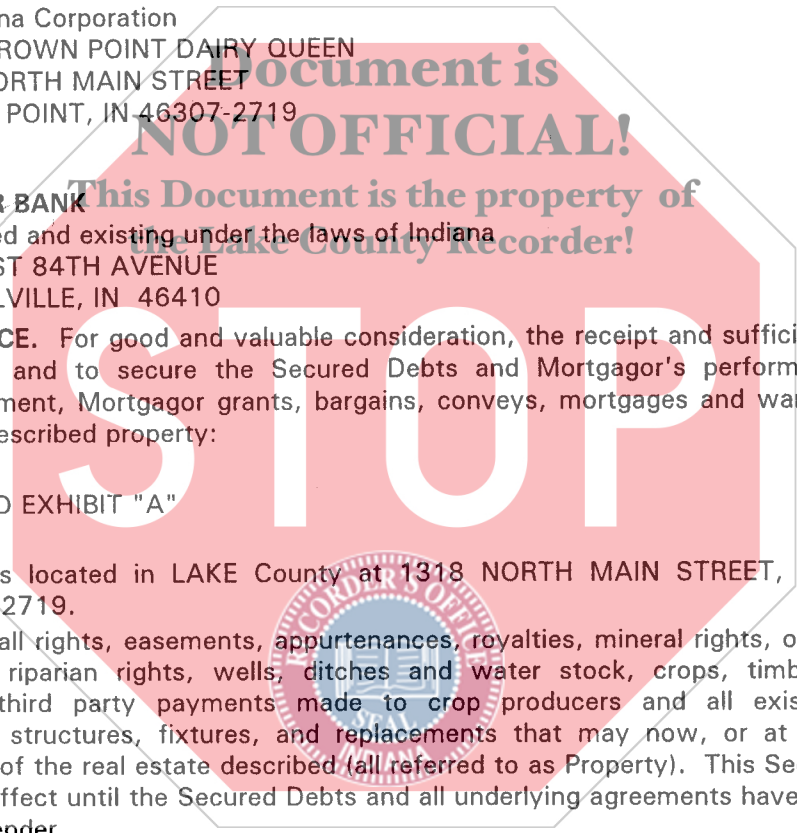 na Corporation
ROWN POINT DAIRY QUEEN
ORTH MAIN STREET
POINT, IN 46307-2719
Document is
NOT OFFICIAL!
This Document is the property of
the Lake County Recorder!
R BANK
ed and existing under the laws of Indiana
ST 84TH AVENUE
LVILLE, IN 46410
CE. For good and valuable consideration, the receipt and suffici
and to secure the Secured Debts and Mortgagor's perform
ment, Mortgagor grants, bargains, conveys, mortgages and war
escribed property:
STOP
O EXHIBIT "A"
s located in LAKE County at 1318 NORTH MAIN STREET,
2719.
all rights, easements, appurtenances, royalties, mineral rights, o
riparian rights, wells, ditches and water stock, crops, timb
third party payments made to crop producers and all exis
structures, fixtures, and replacements that may now, or at
of the real estate described (all referred to as Property). This Se
ffect until the Secured Debts and all underlying agreements have
ender.
RECORDER'S OFFICE
SEAL
INDIANA